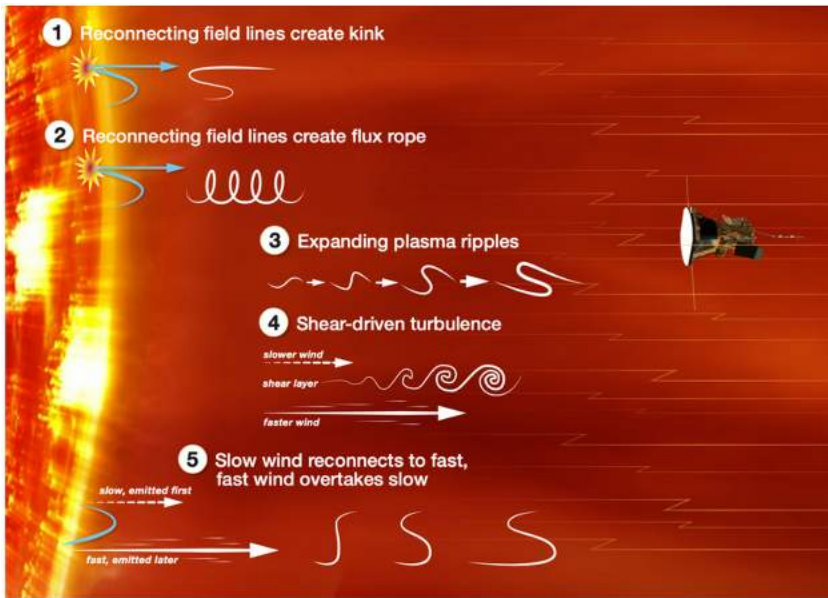 1 Reconnecting field lines create kink
2 Reconnecting field lines create flux rope
3 Expanding plasma ripples
4 Shear-driven turbulence
slower wind
shear layer
faster wind
5 Slow wind reconnects to fast,
fast wind overtakes slow
slow, emitted first
fast, emitted later